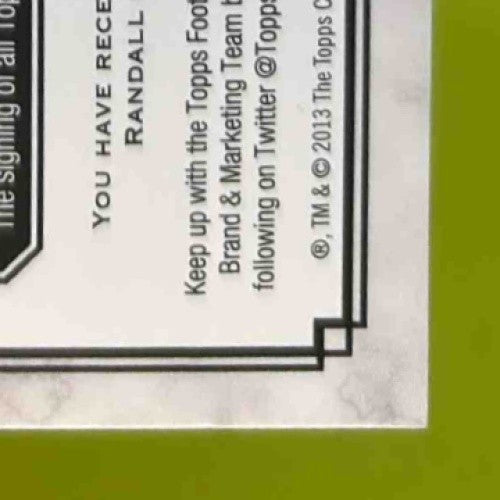 The signing of all Top
YOU HAVE RECE
RANDALL
Keep up with the Topps Foot
Brand & Marketing Team b
following on Twitter @Topps
®, TM & © 2013 The Topps C